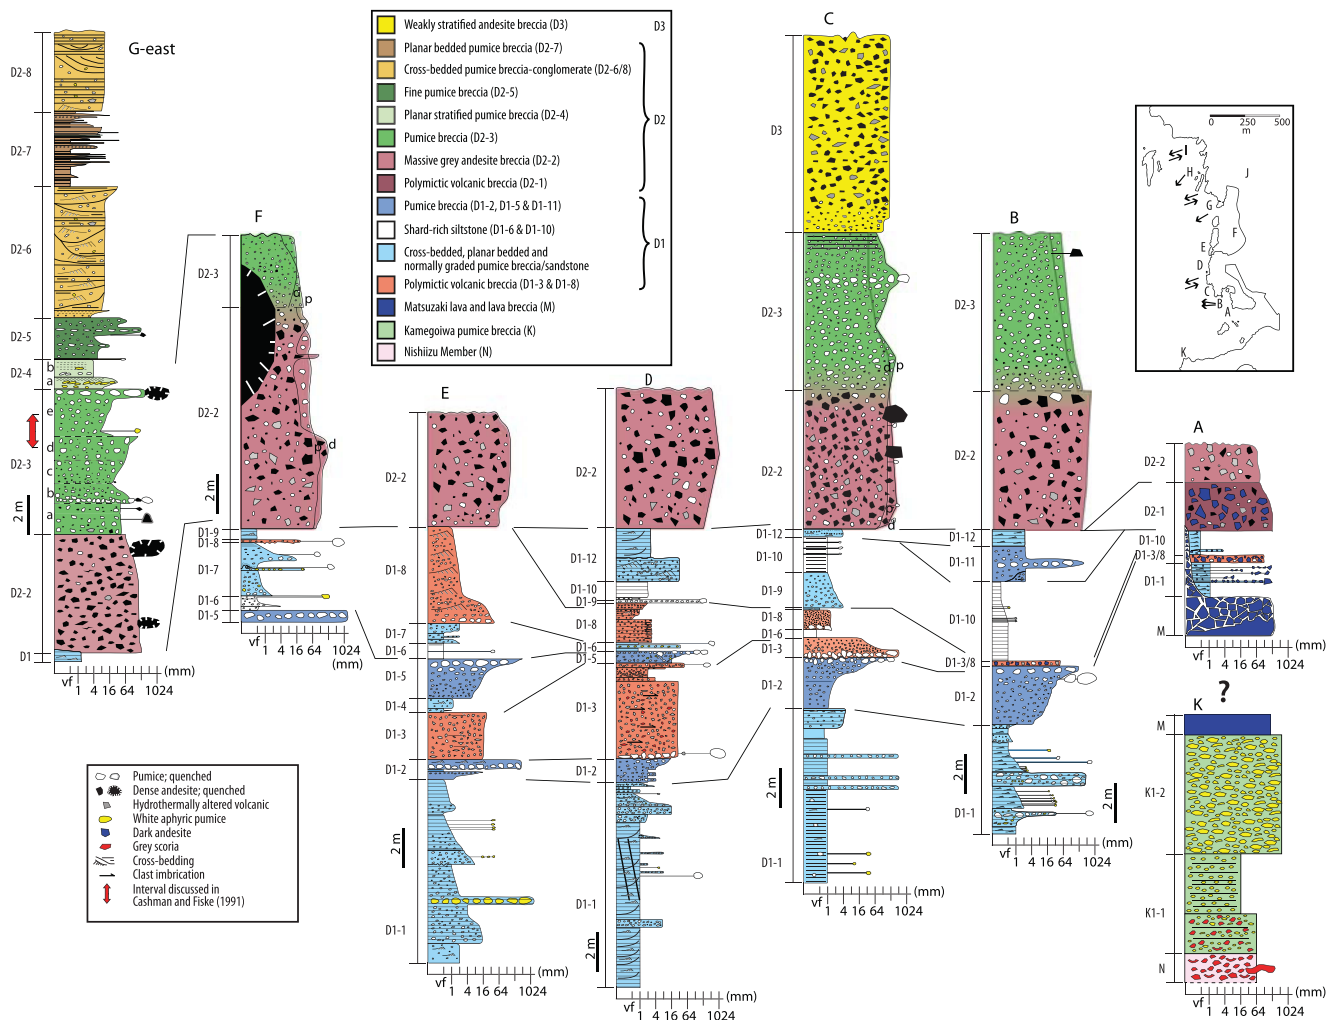 G-east
D2-8
D2-7
D2-6
D2-5
D2-4
b
a
e
d
D2-3
c
b
a
2 m
D2-2
D1
vf 1 4 16 64 1024 (mm)
F
D2-3
G
p
D2-2
p d
2 m
D1-9
D1-8
D1-7
D1-6
D1-5
vf 1 4 16 64 1024
(mm)
Weakly stratified andesite breccia (D3)
D3
Planar bedded pumice breccia (D2-7)
Cross-bedded pumice breccia-conglomerate (D2-6/8)
Fine pumice breccia (D2-5)
Planar stratified pumice breccia (D2-4)
D2
Pumice breccia (D2-3)
Massive grey andesite breccia (D2-2)
Polymictic volcanic breccia (D2-1)
Pumice breccia (D1-2, D1-5 & D1-11)
Shard-rich siltstone (D1-6 & D1-10)
D1
Cross-bedded, planar bedded and
normally graded pumice breccia/sandstone
Polymictic volcanic breccia (D1-3 & D1-8)
Matsuzaki lava and lava breccia (M)
Kamegoiwa pumice breccia (K)
Nishiizu Member (N)
E
D2-2
D1-8
D1-7
D1-6
D1-5
D1-4
D1-3
D1-2
2 m
D1-1
vf 1 4 16 64 1024 (mm)
D
D2-2
D1-12
D1-10
D1-9
D1-8
D1-6
D1-5
D1-3
D1-2
D1-1
2 m
vf 1 4 16 64 1024 (mm)
C
D3
D2-3
d p
D2-2
p
d
D1-12
D1-10
D1-9
D1-8
D1-6
D1-3
D1-2
2 m
D1-1
vf 1 4 16 64 1024 (mm)
B
D2-3
D2-2
D1-12
D1-11
D1-10
D1-3/8
D1-2
2 m
D1-1
2 m
vf 1 4 16 64 1024 (mm)
0 250 500
m
I
H
J
G
F
E
D
C
B
A
K
A
D2-2
D2-1
D1-10
D1-3/8
D1-1
M
vf 1 4 16 64 1024 (mm)
?
K
M
K1-2
K1-1
N
vf 1 4 16 64 1024 (mm)
Pumice; quenched
Dense andesite; quenched
Hydrothermally altered volcanic
White aphyric pumice
Dark andesite
Grey scoria
Cross-bedding
Clast imbrication
Interval discussed in
Cashman and Fiske (1991)